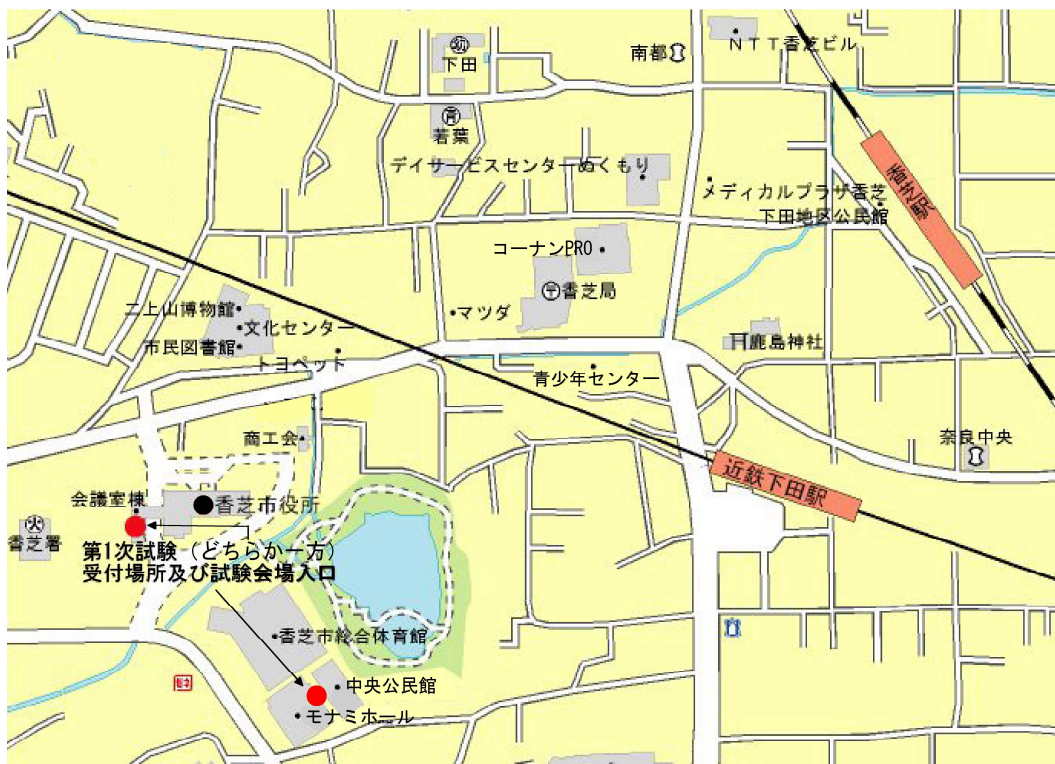 幼
下田
南都
NTT香芝ビル
育
若葉
デイサービスセンターぬくもり
メディカルプラザ香芝
下田地区公民館
香芝駅
コーナンPRO
〒香芝局
マツダ
二上山博物館
文化センター
市民図書館
トヨペット
鹿島神社
青少年センター
商工会
奈良中央
近鉄下田駅
会議室棟
香芝市役所
火
香芝署
第1次試験（どちらか一方）
受付場所及び試験会場入口
香芝市総合体育館
中央公民館
モナミホール